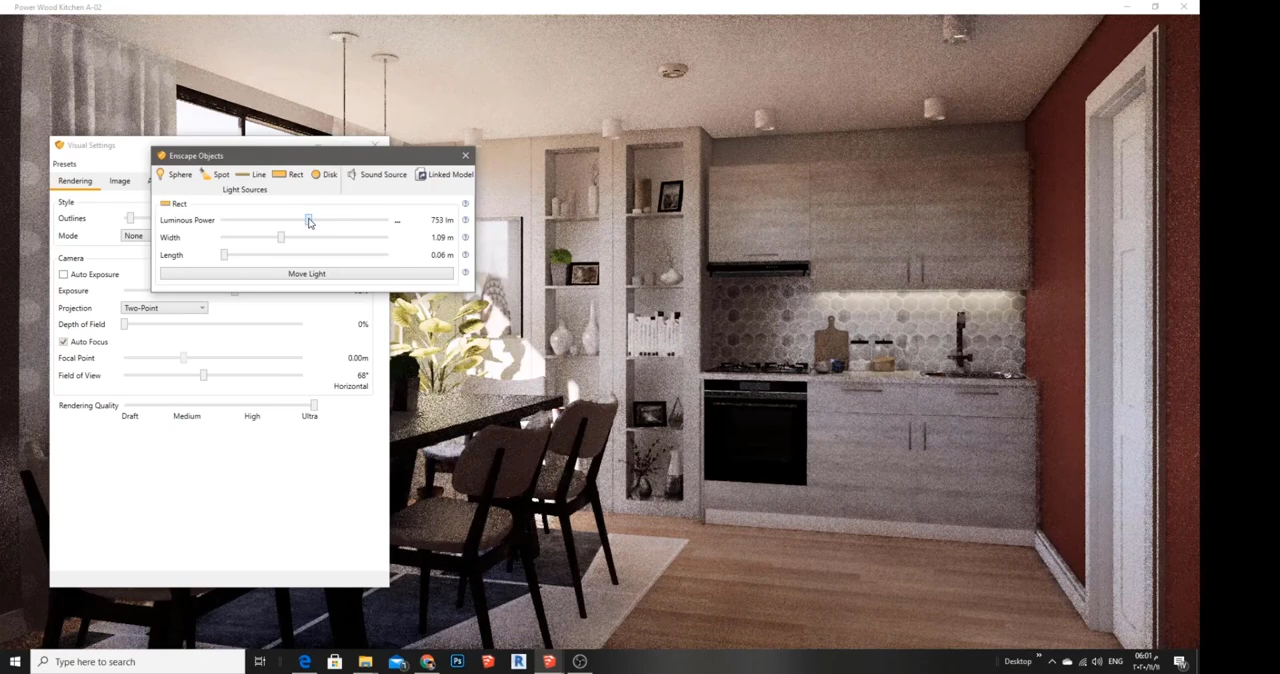 Power Wood Kitchen A-02
Visual Settings
Presets
Rendering Image
Style
Outlines
Mode None
Camera
Auto Exposure
Exposure
Projection Two-Point
Depth of Field 0%
Auto Focus
Focal Point 0.00m
Field of View 68°
Horizontal
Rendering Quality
Draft Medium High Ultra
Enscape Objects
Sphere Spot Line Rect Disk Sound Source Linked Model
Light Sources
Rect
Luminous Power ... 753 lm
Width 1.09 m
Length 0.06 m
Move Light
Type here to search
Desktop
ENG
06:01 م